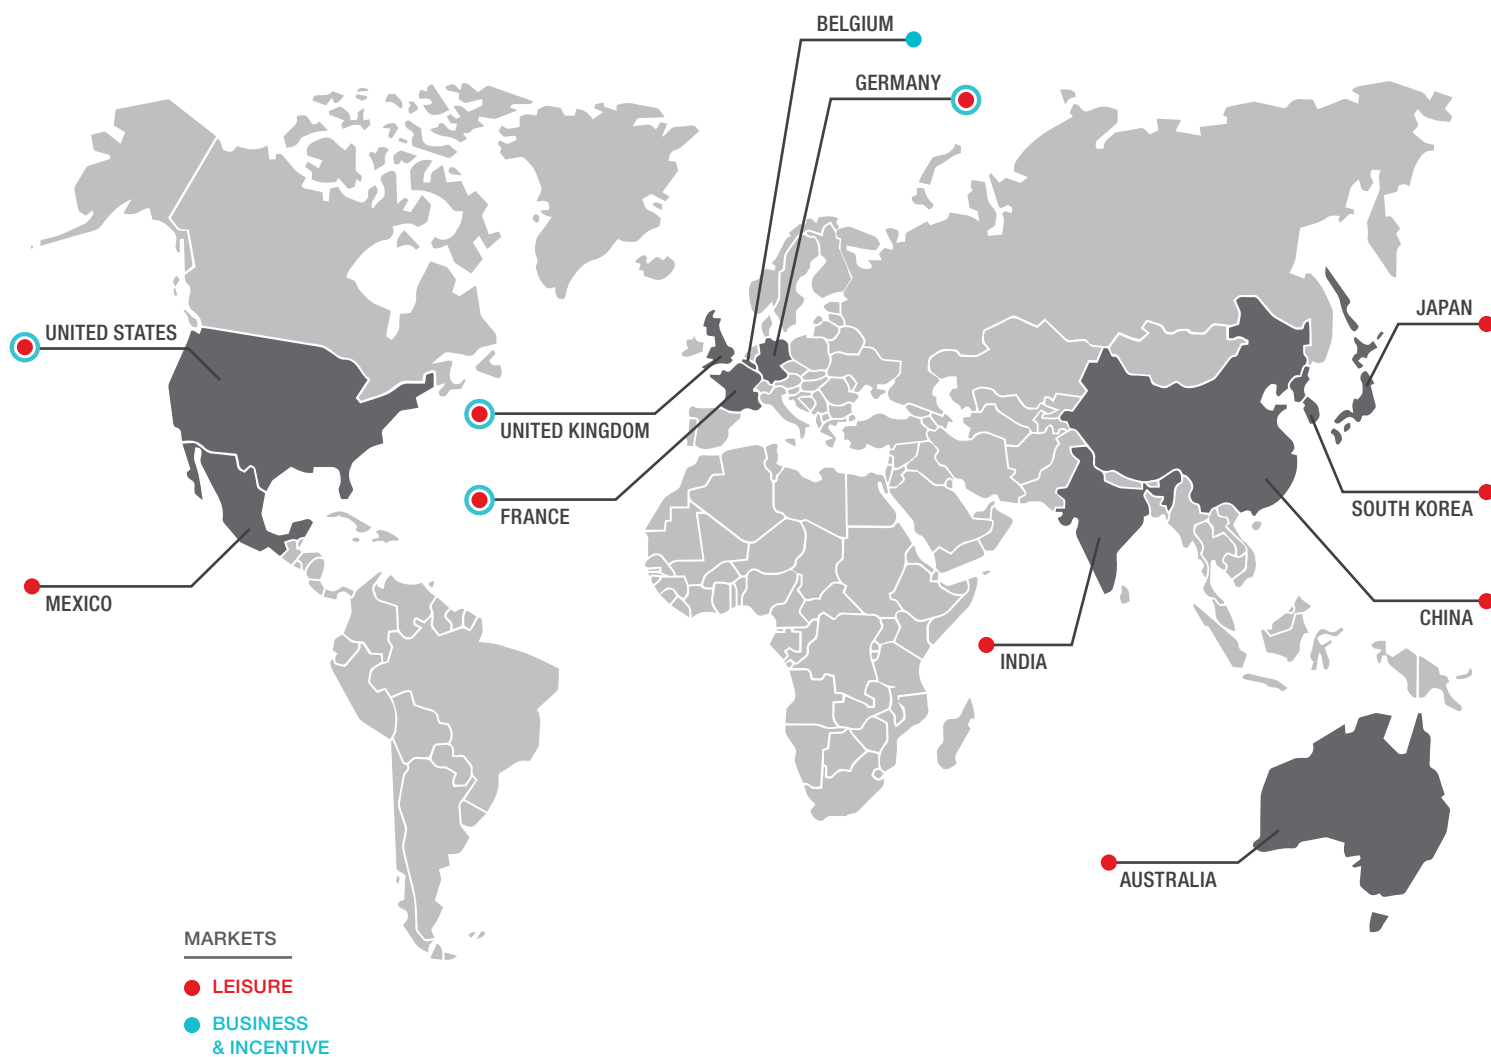 BELGIUM
GERMANY
JAPAN
UNITED STATES
UNITED KINGDOM
SOUTH KOREA
FRANCE
MEXICO
CHINA
INDIA
AUSTRALIA
MARKETS
LEISURE
BUSINESS
& INCENTIVE